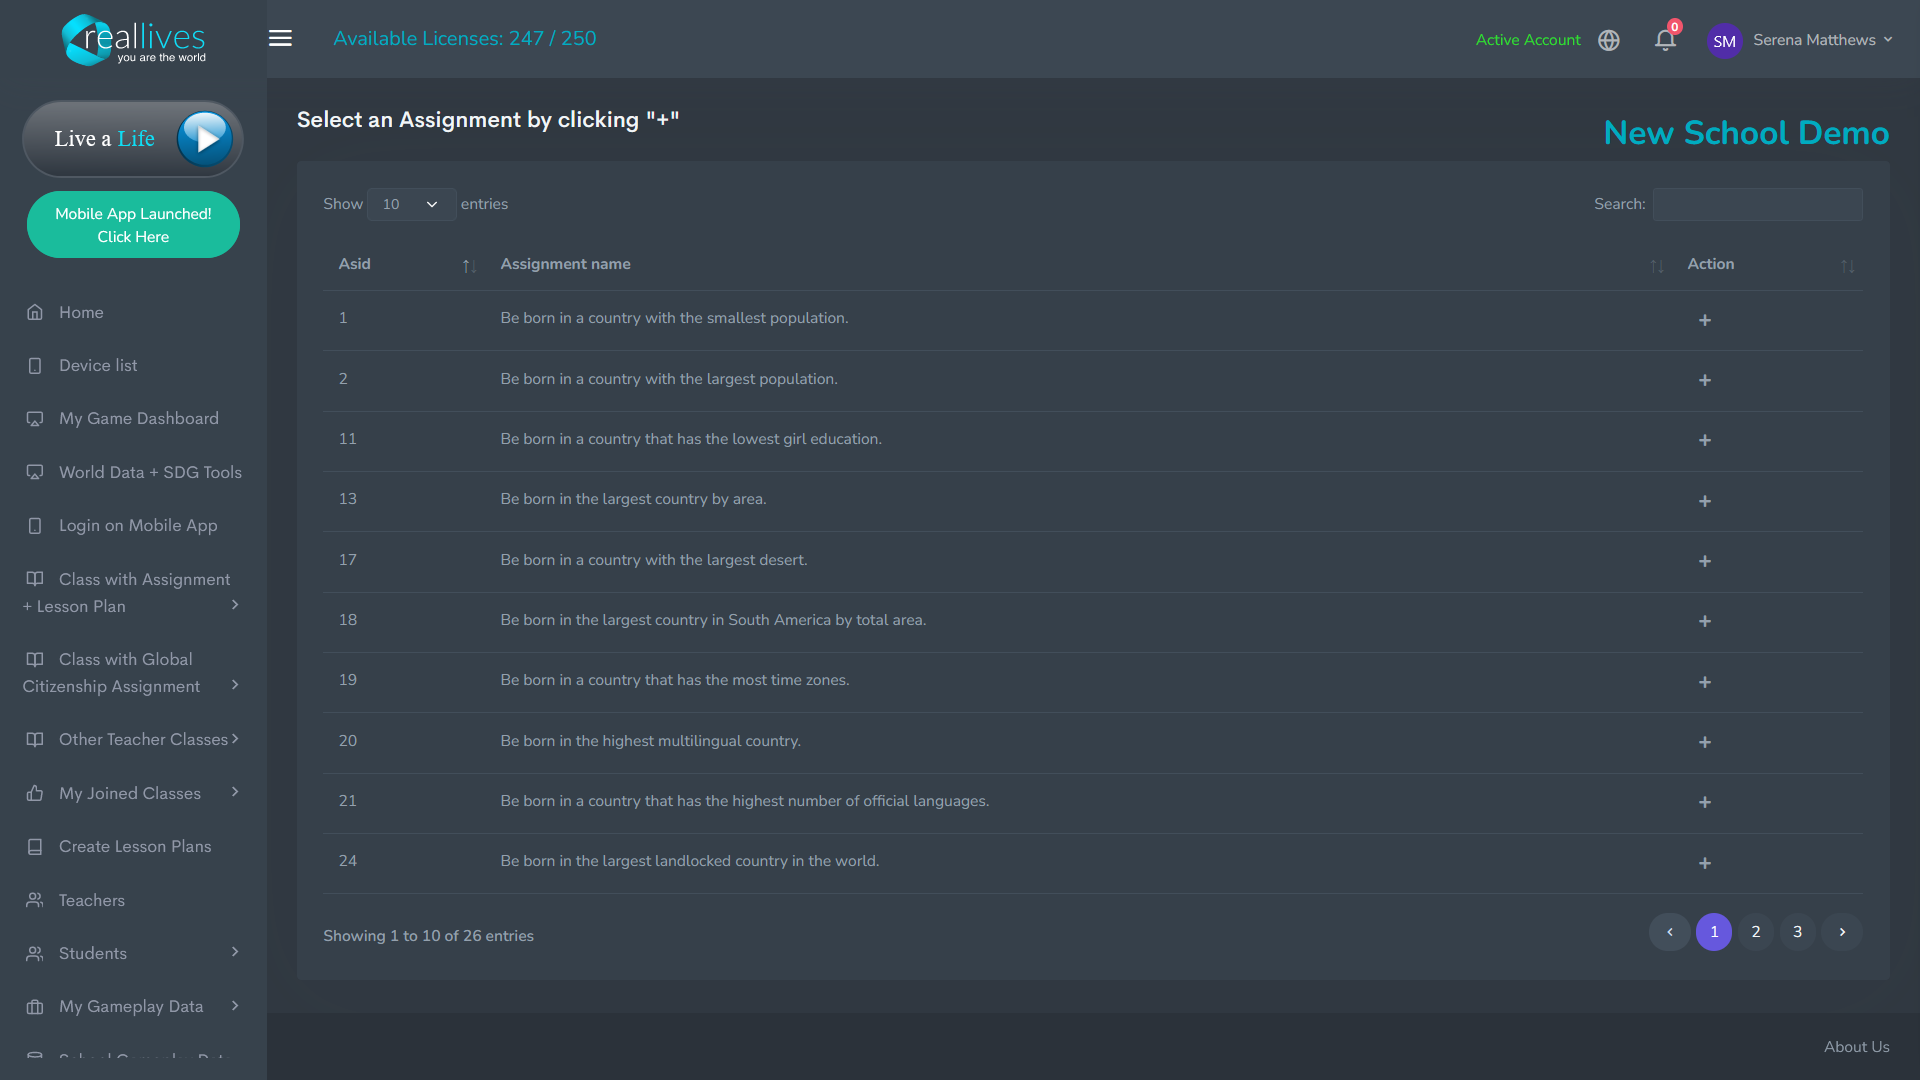 reallives
you are the world
Available Licenses: 247 / 250
Active Account
0
SM
Serena Matthews
Live a Life
Mobile App Launched!
Click Here
Home
Device list
My Game Dashboard
World Data + SDG Tools
Login on Mobile App
Class with Assignment
+ Lesson Plan
Class with Global
Citizenship Assignment
Other Teacher Classes
My Joined Classes
Create Lesson Plans
Teachers
Students
My Gameplay Data
School Gameplay Data
Select an Assignment by clicking "+"
New School Demo
Show 10 entries
Search:
Asid Assignment name Action
1 Be born in a country with the smallest population. +
2 Be born in a country with the largest population. +
11 Be born in a country that has the lowest girl education. +
13 Be born in the largest country by area. +
17 Be born in a country with the largest desert. +
18 Be born in the largest country in South America by total area. +
19 Be born in a country that has the most time zones. +
20 Be born in the highest multilingual country. +
21 Be born in a country that has the highest number of official languages. +
24 Be born in the largest landlocked country in the world. +
Showing 1 to 10 of 26 entries
‹ 1 2 3 ›
About Us